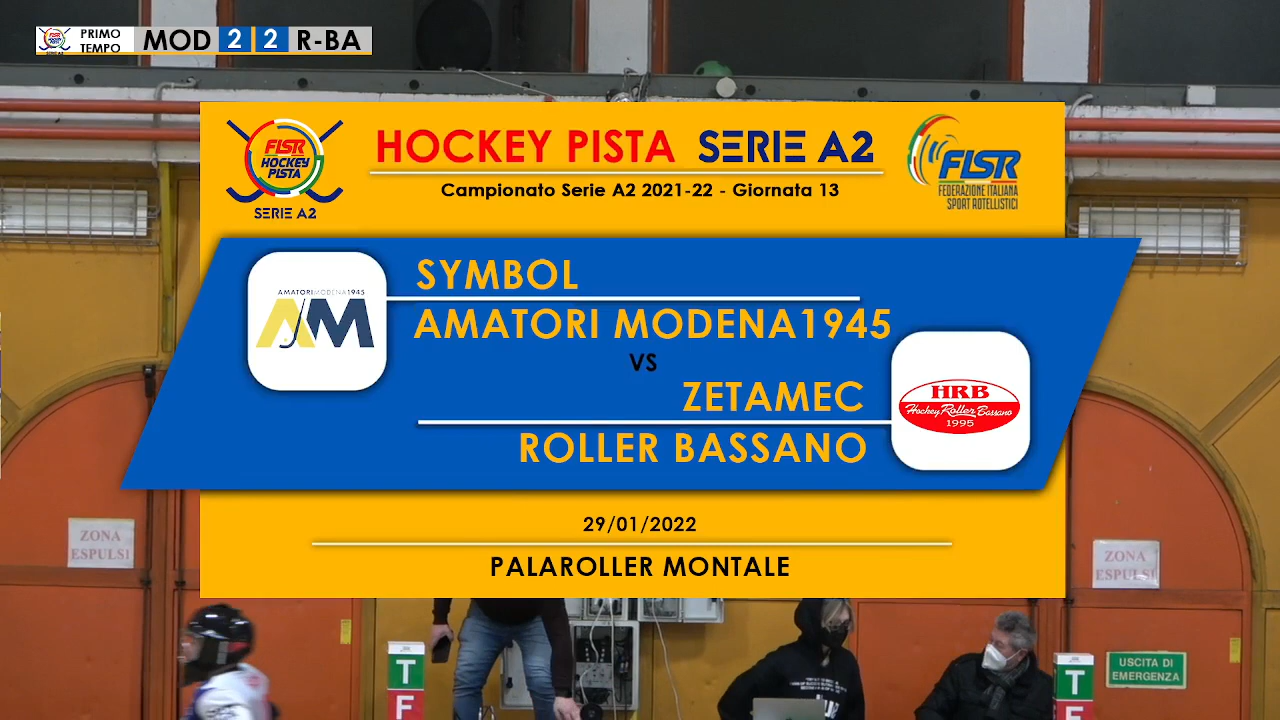 PRIMO
TEMPO
MOD 2 2 R-BA
SERIE A2
FISR
HOCKEY
PISTA
SERIE A2
HOCKEY PISTA SERIE A2
Campionato Serie A2 2021-22 - Giornata 13
FISR
FEDERAZIONE ITALIANA
SPORT ROTELLISTICI
AMATORIMODENA1945
AM
SYMBOL
AMATORI MODENA1945
VS
ZETAMEC
ROLLER BASSANO
HRB
Hockey Roller Bassano
1995
29/01/2022
PALAROLLER MONTALE
ZONA
ESPULSI
ZONA
ESPULSI
T
F
T
F
USCITA DI
EMERGENZA